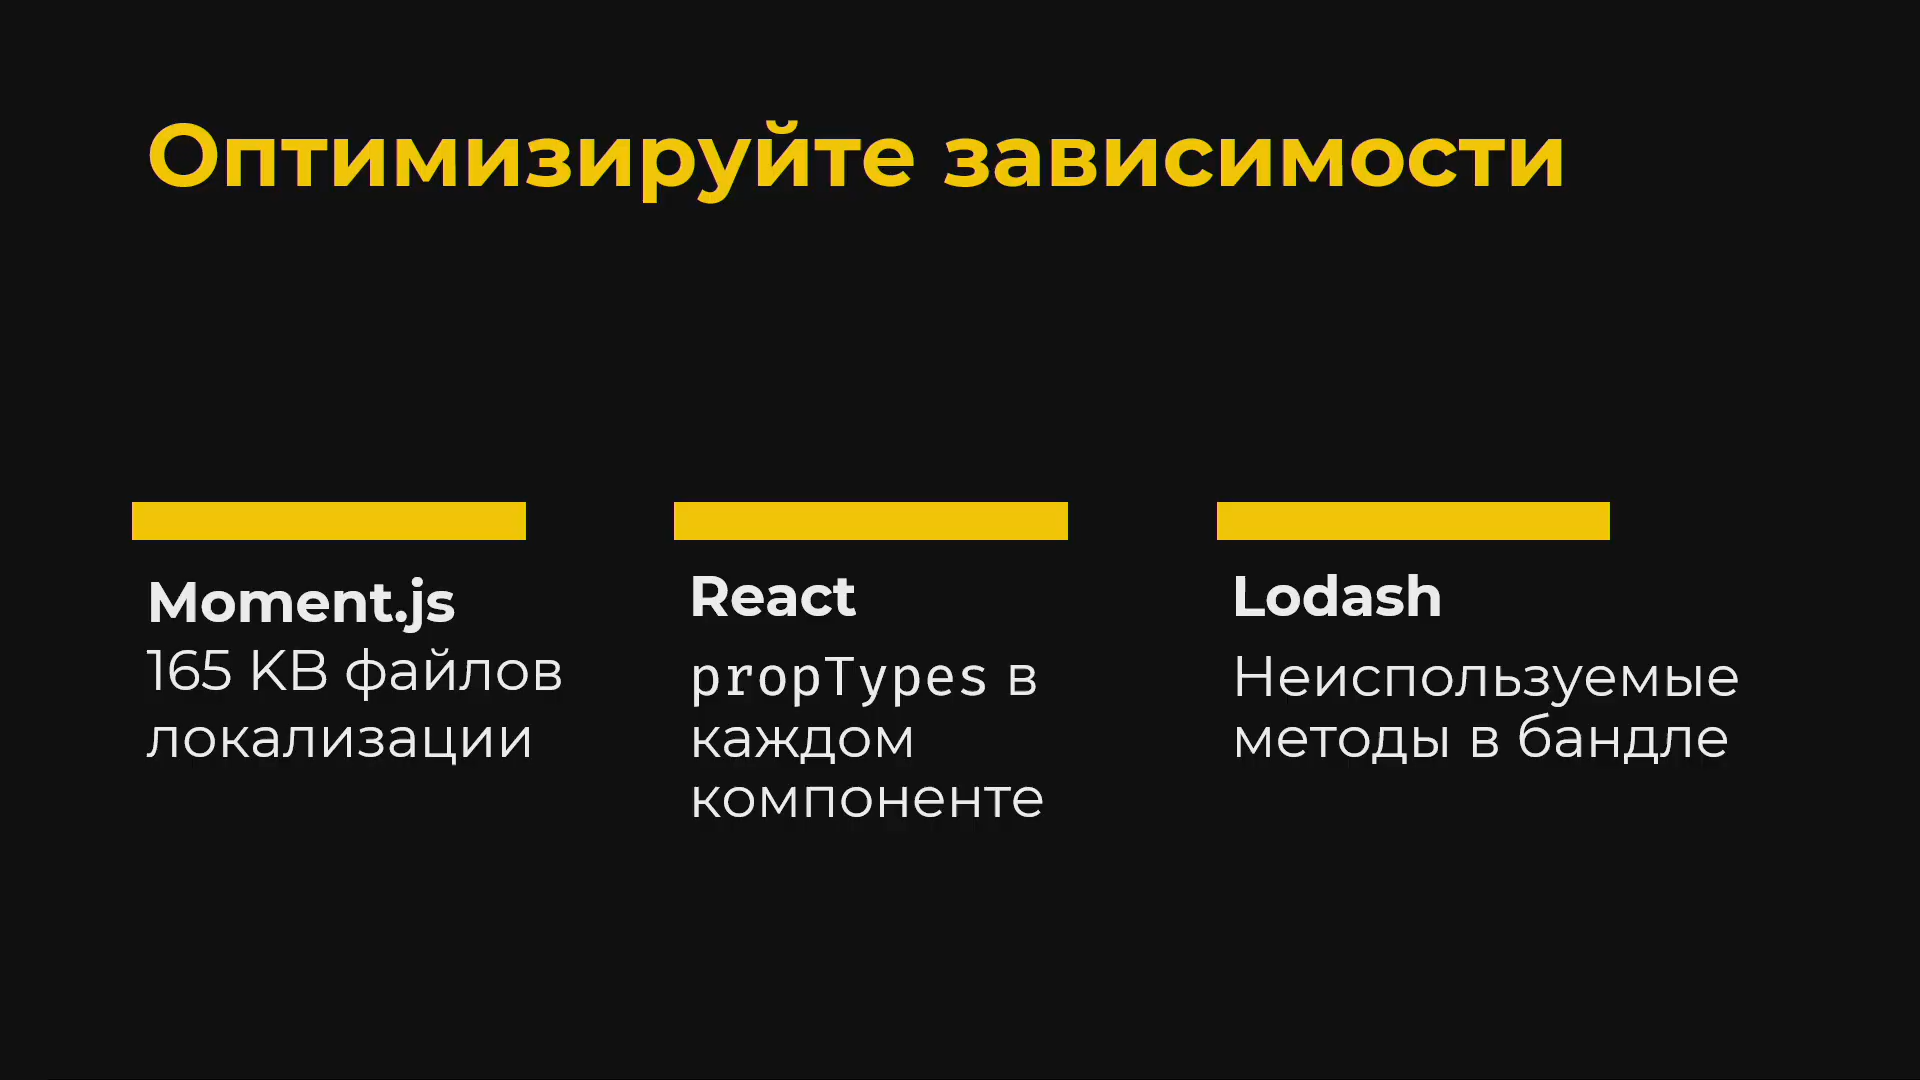 Оптимизируйте зависимости
Moment.js
165 KB файлов
локализации
React
propTypes в
каждом
компоненте
Lodash
Неиспользуемые
методы в бандле